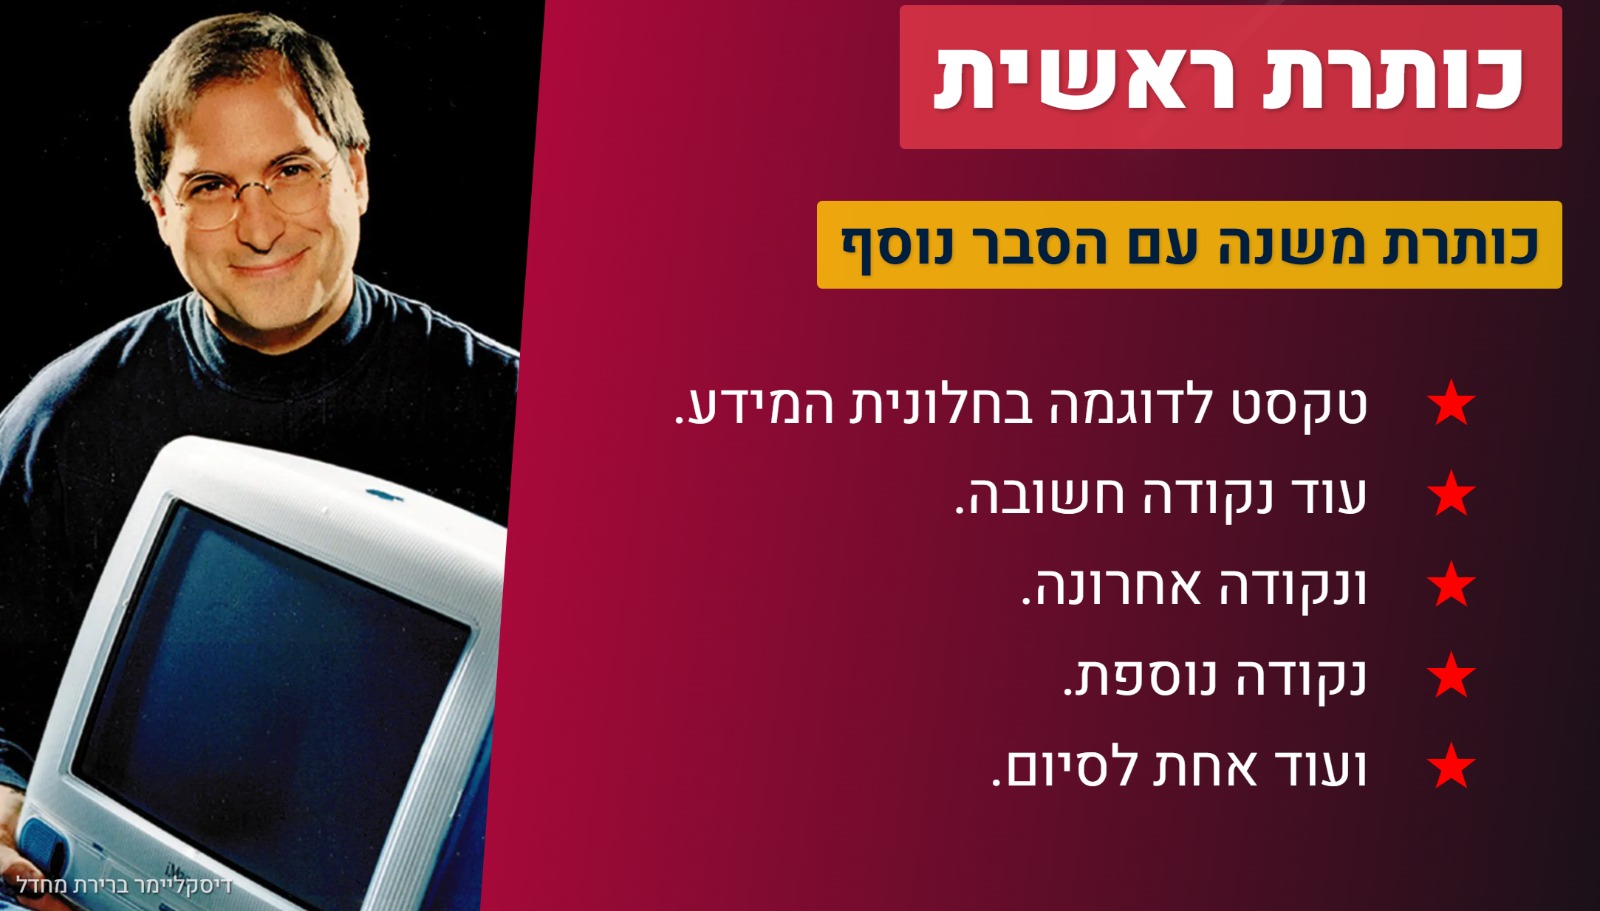 כותרת ראשית
כותרת משנה עם הסבר נוסף
טקסט לדוגמה בחלונית המידע.
עוד נקודה חשובה.
ונקודה אחרונה.
נקודה נוספת.
ועוד אחת לסיום.
דיסקליימר ברירת מחדל